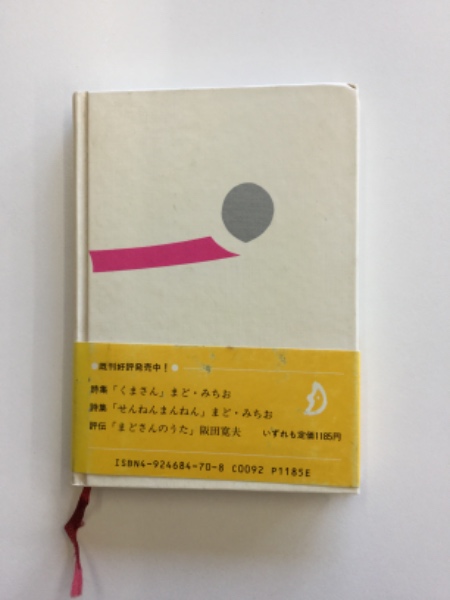 ●既刊好評発売中！●
詩集「くまさん」まど・みちお
詩集「せんねんまんねん」まど・みちお
評伝「まどさんのうた」阪田寛夫 いずれも定価1185円
ISBN4-924684-70-8 C0092 P1185E